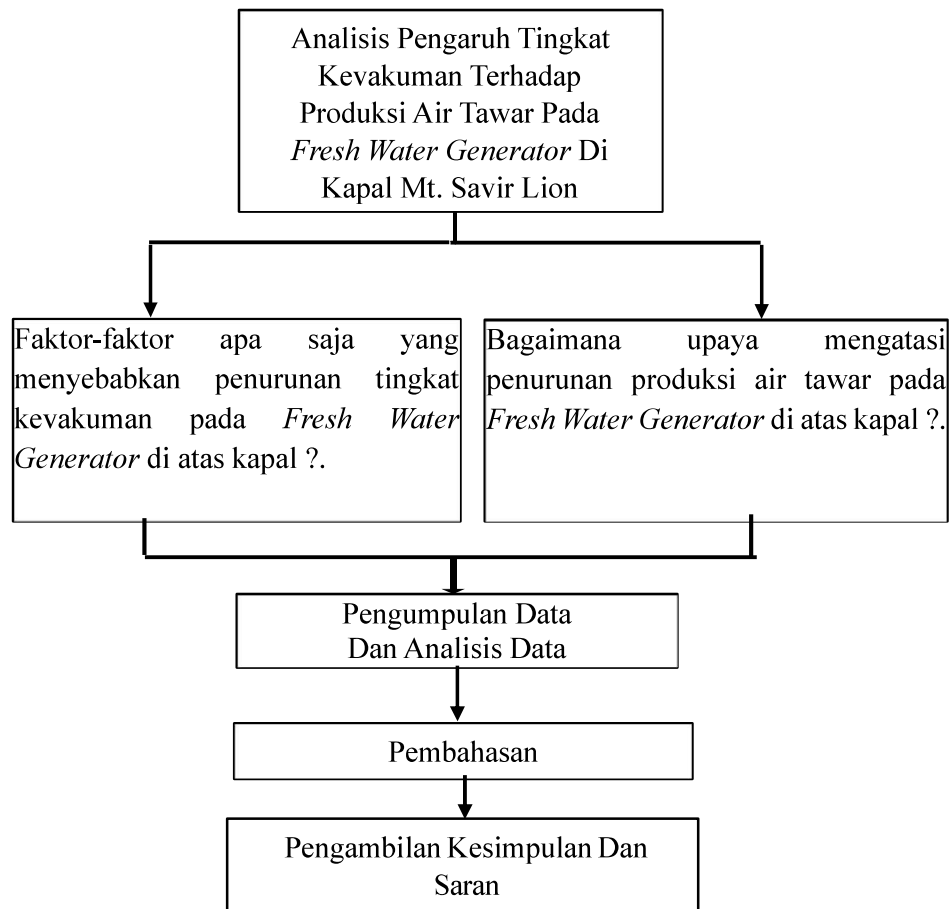 Analisis Pengaruh Tingkat
Kevakuman Terhadap
Produksi Air Tawar Pada
Fresh Water Generator Di
Kapal Mt. Savir Lion
Faktor-faktor apa saja yang
menyebabkan penurunan tingkat
kevakuman pada Fresh Water
Generator di atas kapal ?.
Bagaimana upaya mengatasi
penurunan produksi air tawar pada
Fresh Water Generator di atas kapal ?.
Pengumpulan Data
Dan Analisis Data
Pembahasan
Pengambilan Kesimpulan Dan
Saran